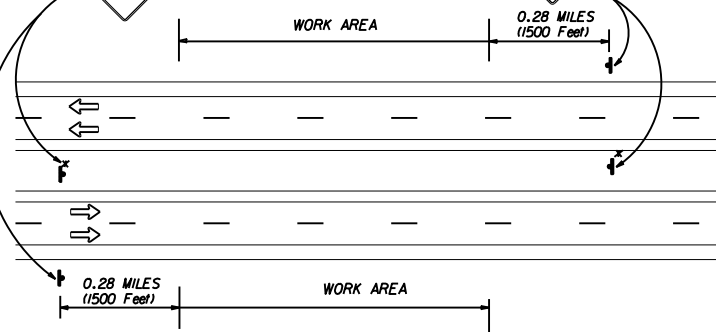 WORK AREA
0.28 MILES
(1500 Feet)
x
x
0.28 MILES
(1500 Feet)
WORK AREA